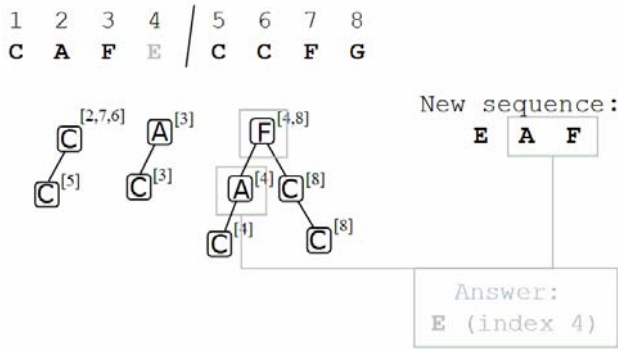 1 2 3 4 5 6 7 8
C A F E / C C F G
C [2,7,6] A [3] F [4,8]
New sequence:
E A F
C [5] C [3] A [4] C [8]
C [4] C [8]
Answer:
E (index 4)